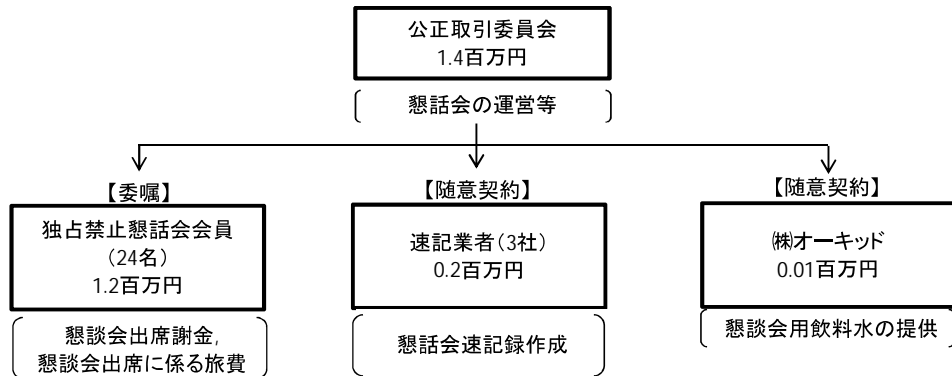 公正取引委員会
1.4百万円
懇話会の運営等
【委嘱】
独占禁止懇話会会員
（24名）
1.2百万円
懇談会出席謝金,
懇談会出席に係る旅費
【随意契約】
速記業者（3社）
0.2百万円
懇話会速記録作成
【随意契約】
㈱オーキッド
0.01百万円
懇談会用飲料水の提供